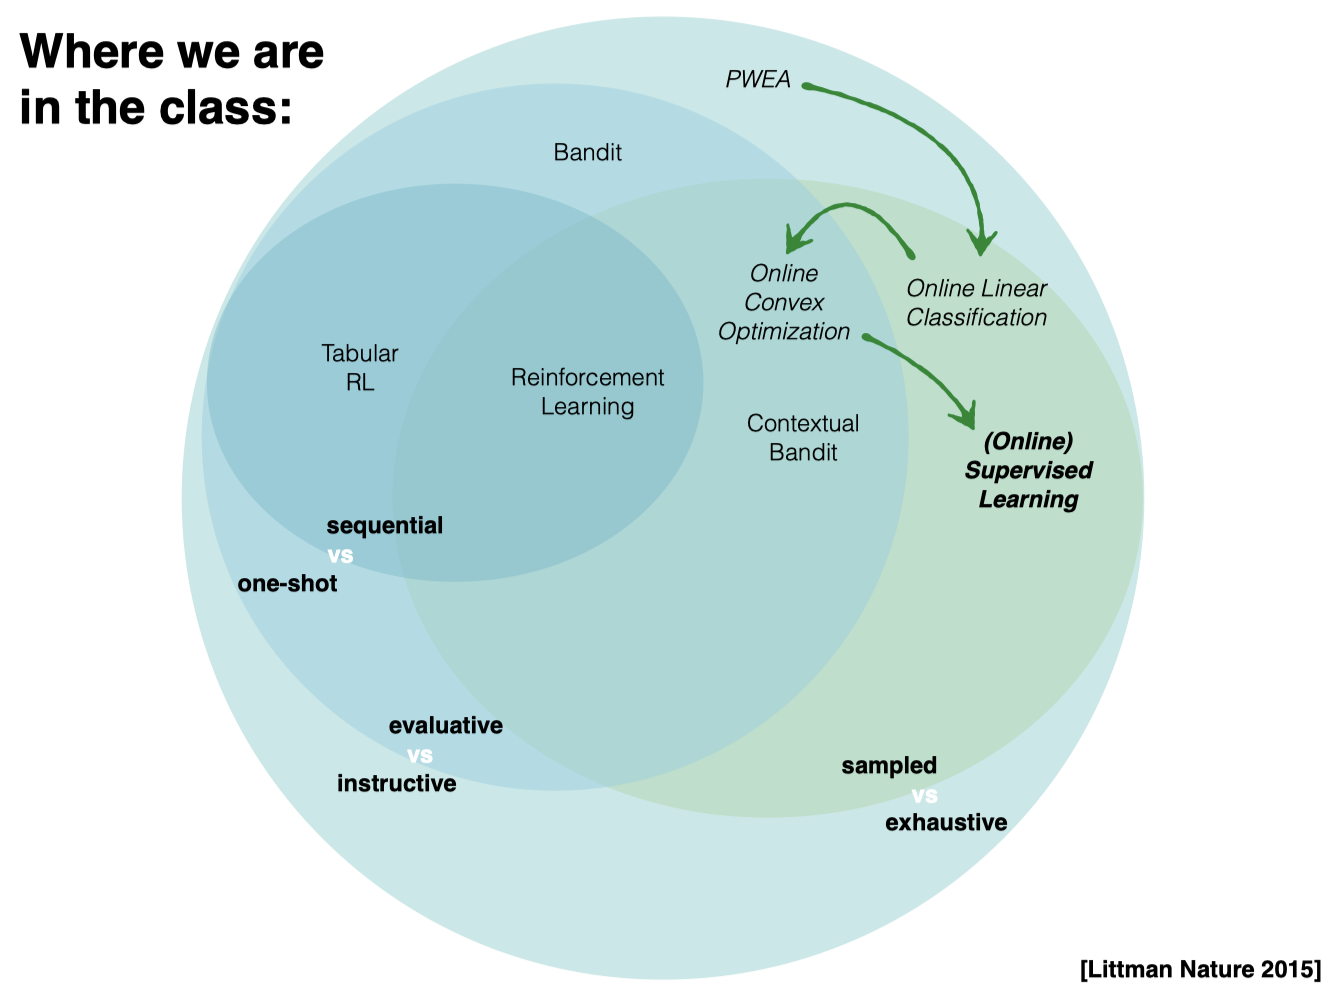 Where we are
in the class:
PWEA
Bandit
Online
Convex
Optimization
Online Linear
Classification
Tabular
RL
Reinforcement
Learning
Contextual
Bandit
(Online)
Supervised
Learning
sequential
vs
one-shot
evaluative
vs
instructive
sampled
vs
exhaustive
[Littman Nature 2015]